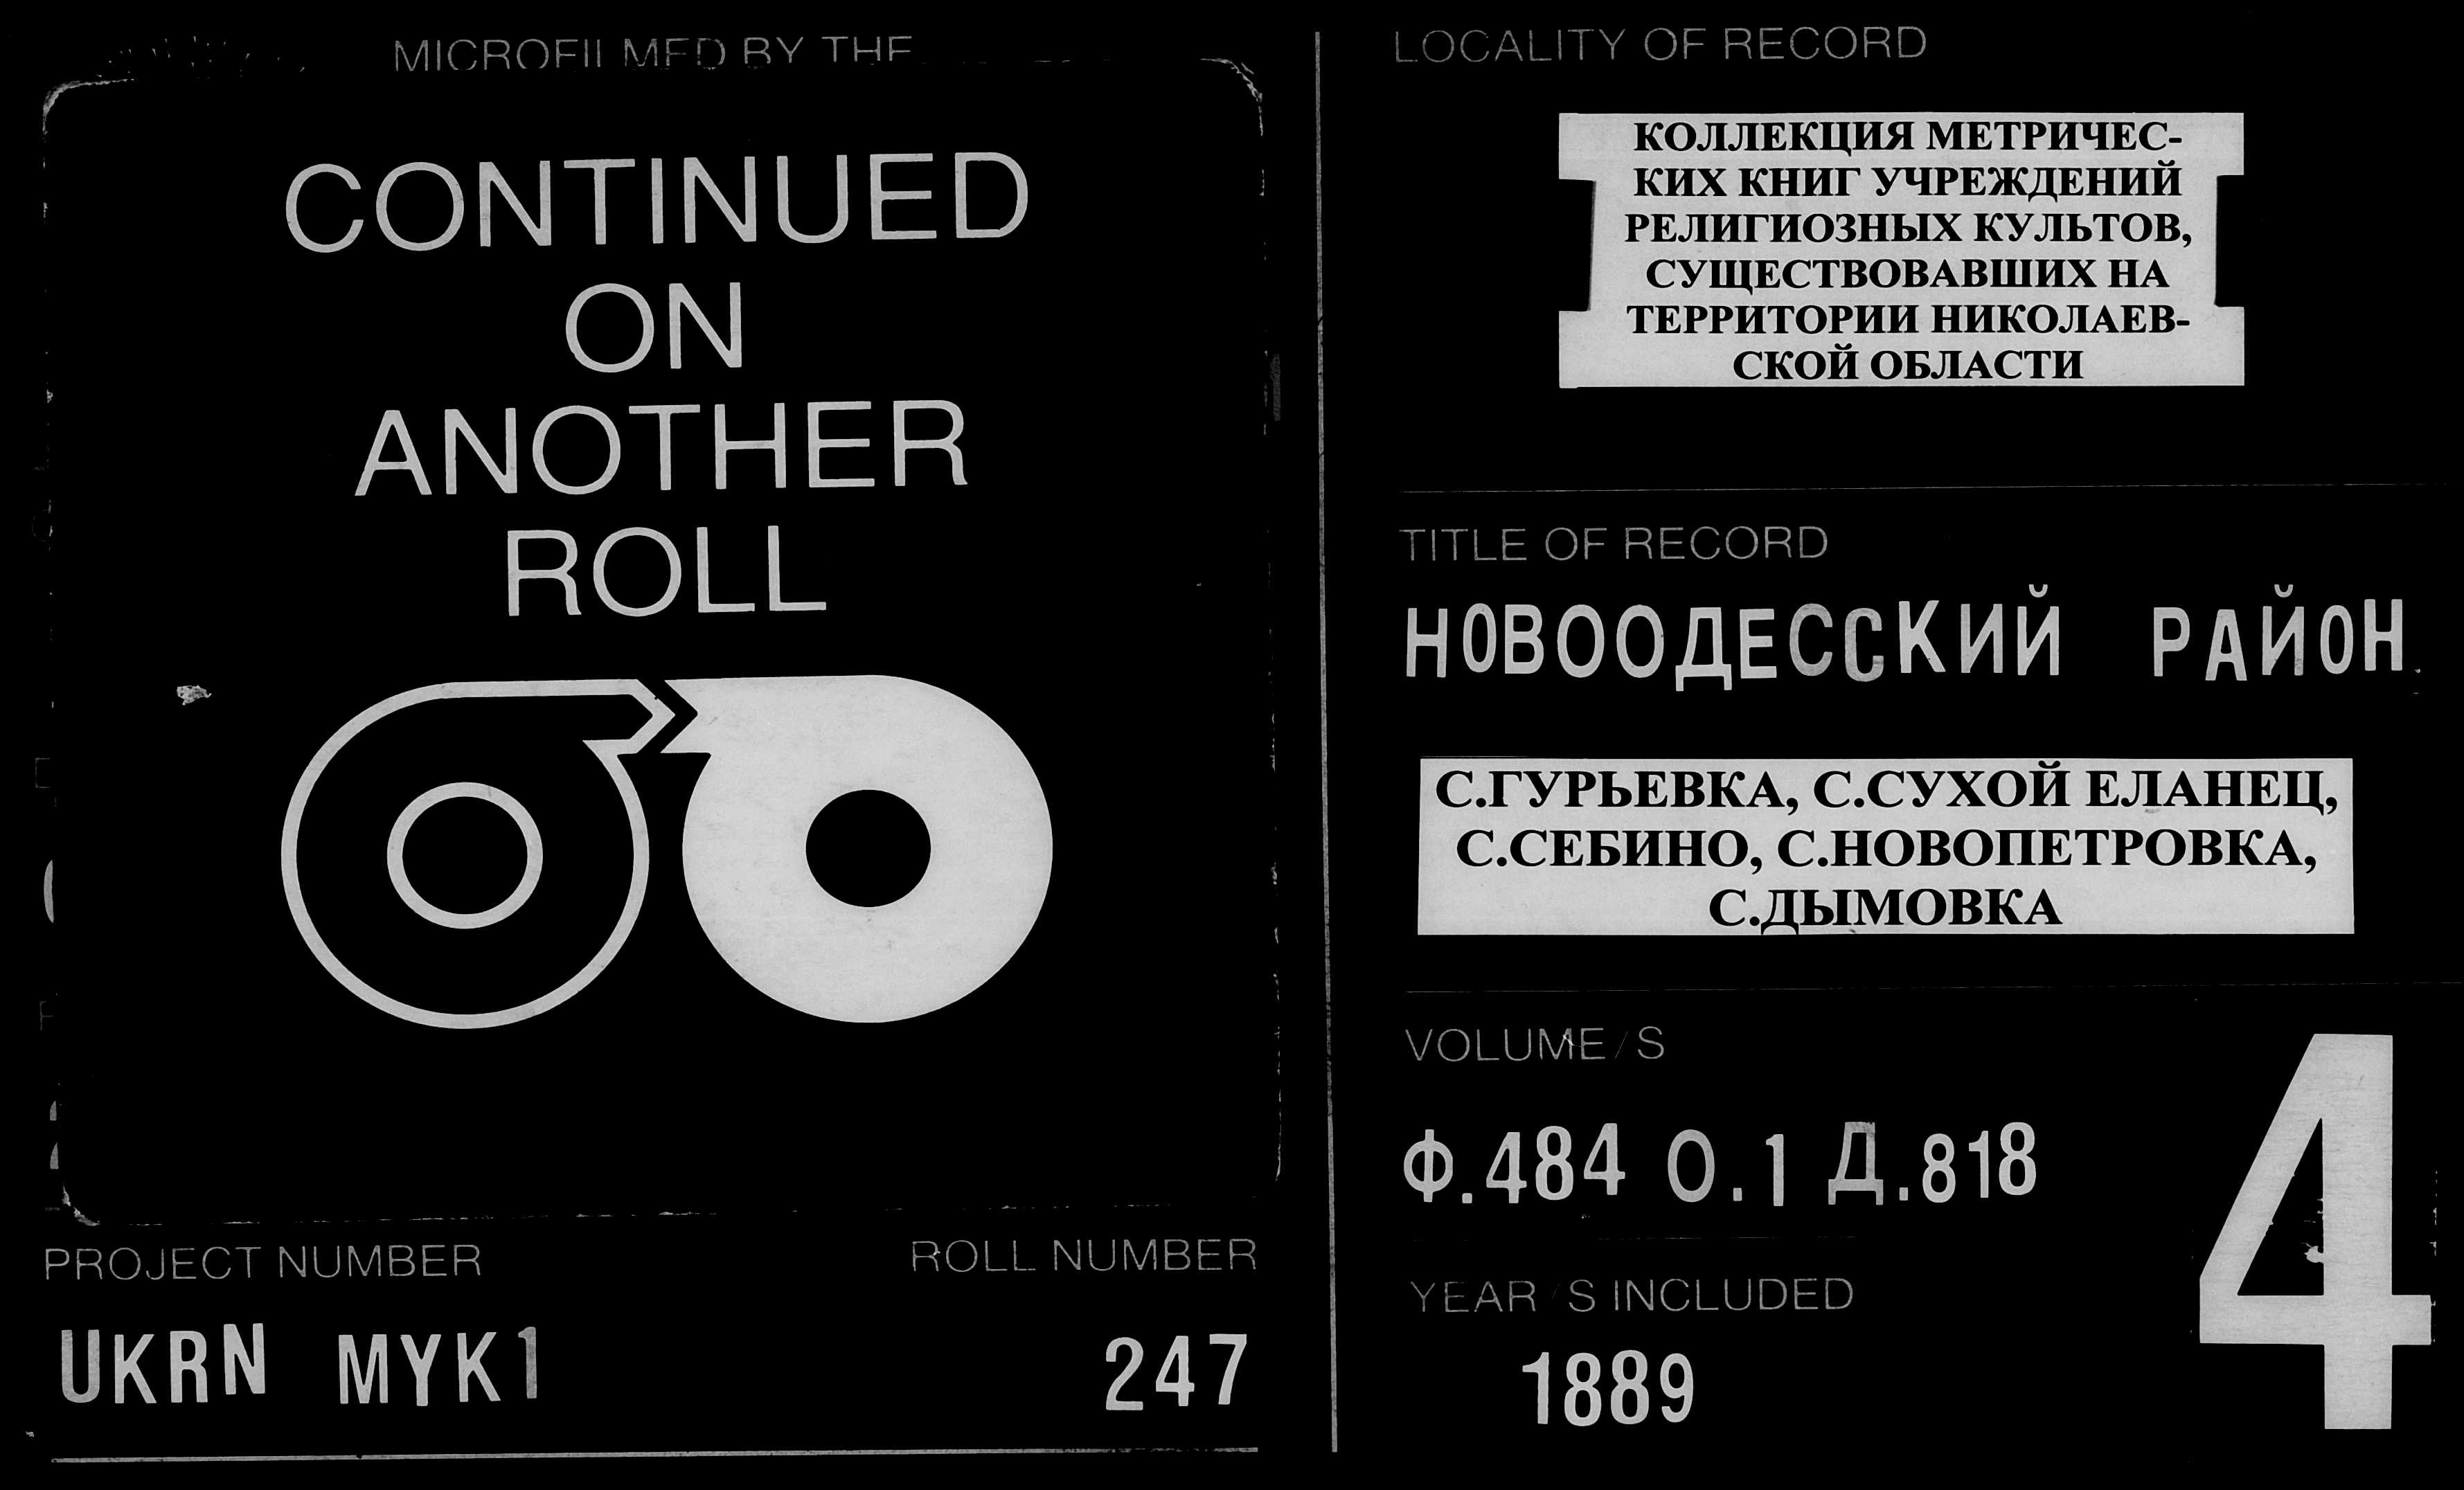 MICROFILMED BY THE
CONTINUED
ON
ANOTHER
ROLL
PROJECT NUMBER
UKRN MYK1
ROLL NUMBER
247
LOCALITY OF RECORD
КОЛЛЕКЦИЯ МЕТРИЧЕС-
КИХ КНИГ УЧРЕЖДЕНИЙ
РЕЛИГИОЗНЫХ КУЛЬТОВ,
СУЩЕСТВОВАВШИХ НА
ТЕРРИТОРИИ НИКОЛАЕВ-
СКОЙ ОБЛАСТИ
TITLE OF RECORD
НОВООДЕССКИЙ РАЙОН
С.ГУРЬЕВКА, С.СУХОЙ ЕЛАНЕЦ,
С.СЕБИНО, С.НОВОПЕТРОВКА,
С.ДЫМОВКА
VOLUME/S
Ф.484 О.1 Д.818
YEAR/S INCLUDED
1889
4